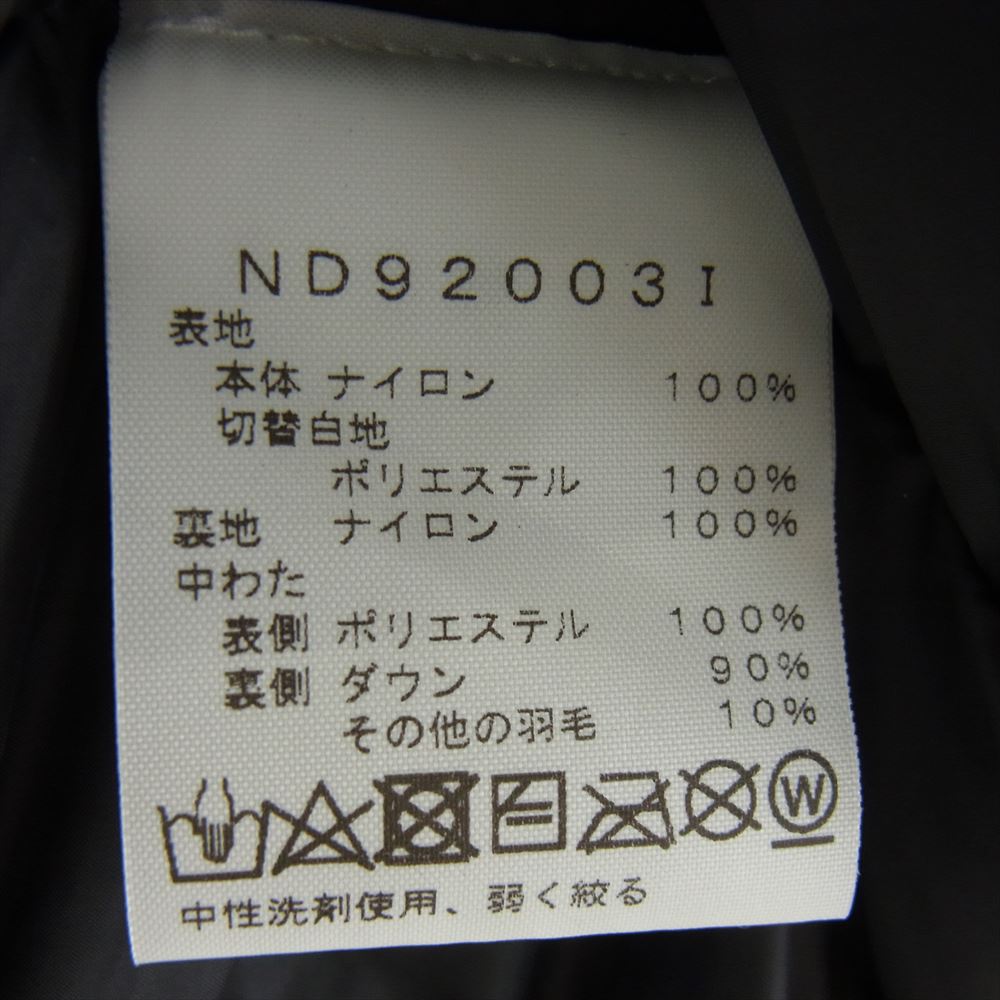 ND92003I
表地
本体 ナイロン 100%
切替白地
ポリエステル 100%
裏地 ナイロン 100%
中わた
表側 ポリエステル 100%
裏側 ダウン 90%
その他の羽毛 10%
W
中性洗剤使用、弱く絞る